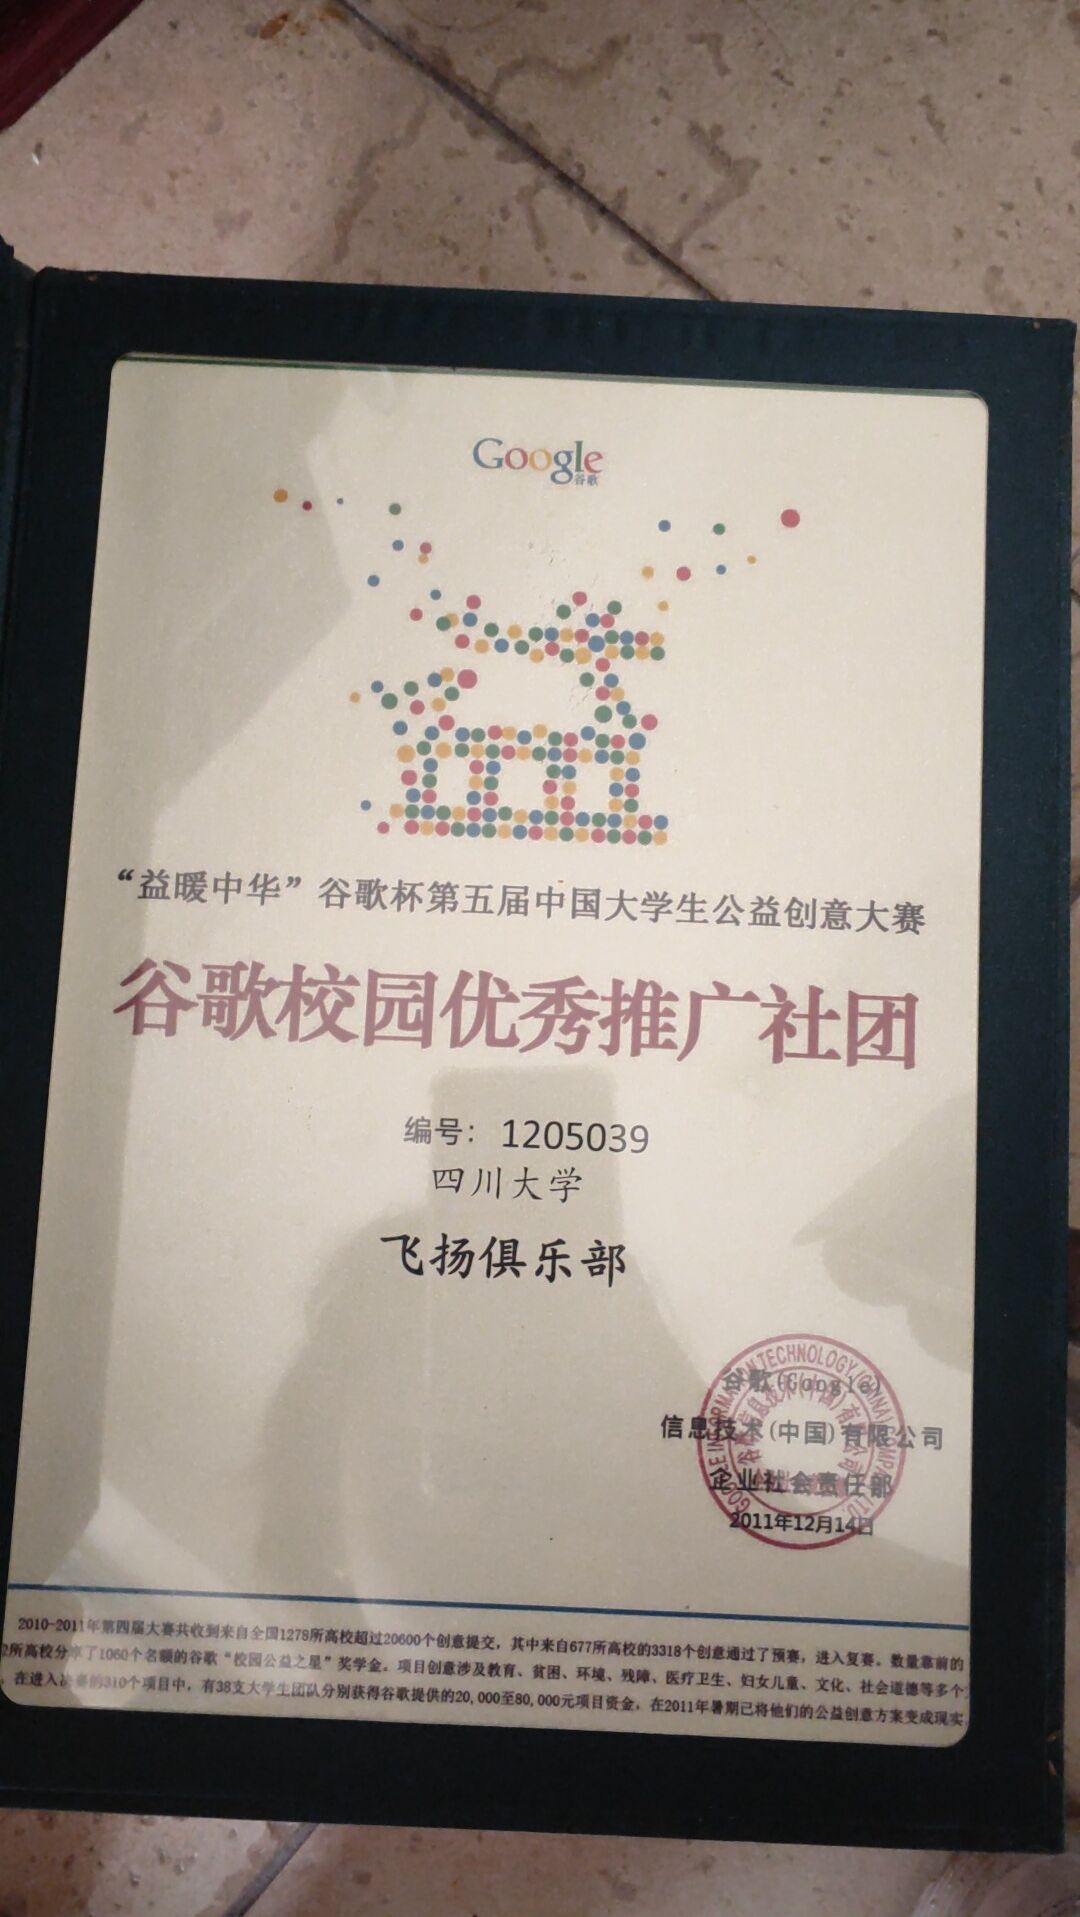 Google
谷歌
“益暖中华”谷歌杯第五届中国大学生公益创意大赛
谷歌校园优秀推广社团
编号： 1205039
四川大学
飞扬俱乐部
谷歌(Google)
信息技术(中国)有限公司
企业社会责任部
2011年12月14日
GOOGLE INFORMATION TECHNOLOGY (CHINA) COMPANY LTD.
2010-2011年第四届大赛共收到来自全国1278所高校超过20600个创意提交，其中来自677所高校的3318个创意通过了预赛，进入复赛。数量靠前的
所高校分享了1060个名额的谷歌“校园公益之星”奖学金。项目创意涉及教育、贫困、环境、残障、医疗卫生、妇女儿童、文化、社会道德等多个
在进入决赛的310个项目中，有38支大学生团队分别获得谷歌提供的20,000至80,000元项目资金，在2011年暑期已将他们的公益创意方案变成现实